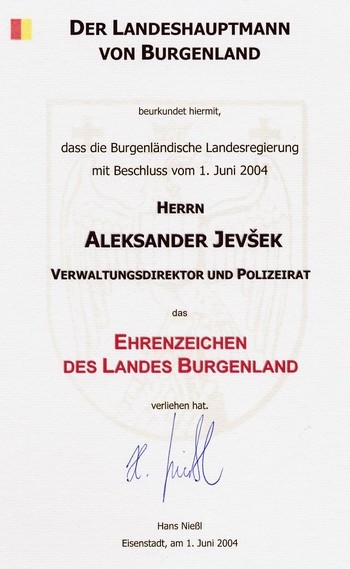 DER LANDESHAUPTMANN
VON BURGENLAND
beurkundet hiermit,
dass die Burgenländische Landesregierung
mit Beschluss vom 1. Juni 2004
HERRN
ALEKSANDER JEVŠEK
VERWALTUNGSDIREKTOR UND POLIZEIRAT
das
EHRENZEICHEN
DES LANDES BURGENLAND
verliehen hat.
H. Nießl
Hans Nießl
Eisenstadt, am 1. Juni 2004